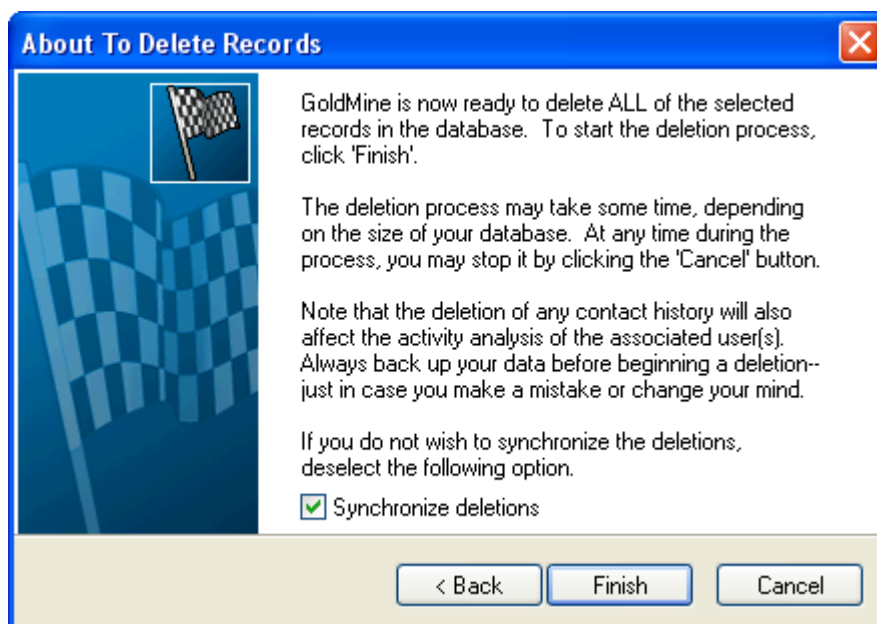 About To Delete Records
GoldMine is now ready to delete ALL of the selected
records in the database.  To start the deletion process,
click 'Finish'.
The deletion process may take some time, depending
on the size of your database.  At any time during the
process, you may stop it by clicking the 'Cancel' button.
Note that the deletion of any contact history will also
affect the activity analysis of the associated user(s).
Always back up your data before beginning a deletion--
just in case you make a mistake or change your mind.
If you do not wish to synchronize the deletions,
deselect the following option.
Synchronize deletions
< Back Finish Cancel